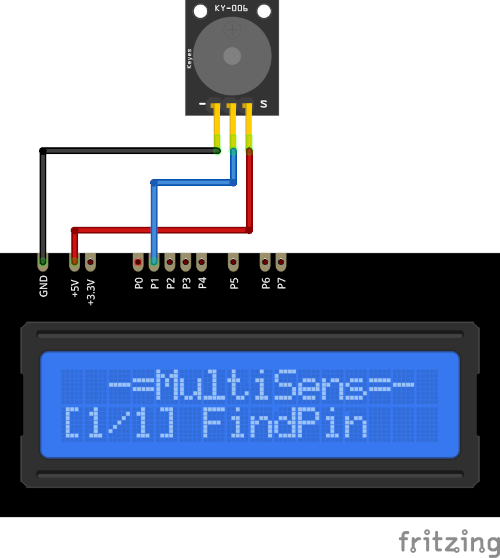 KY-006
Keyes
- S
GND +5V +3.3V P0 P1 P2 P3 P4 P5 P6 P7
-=MultiSens=-
[1/1] FindPin
fritzing